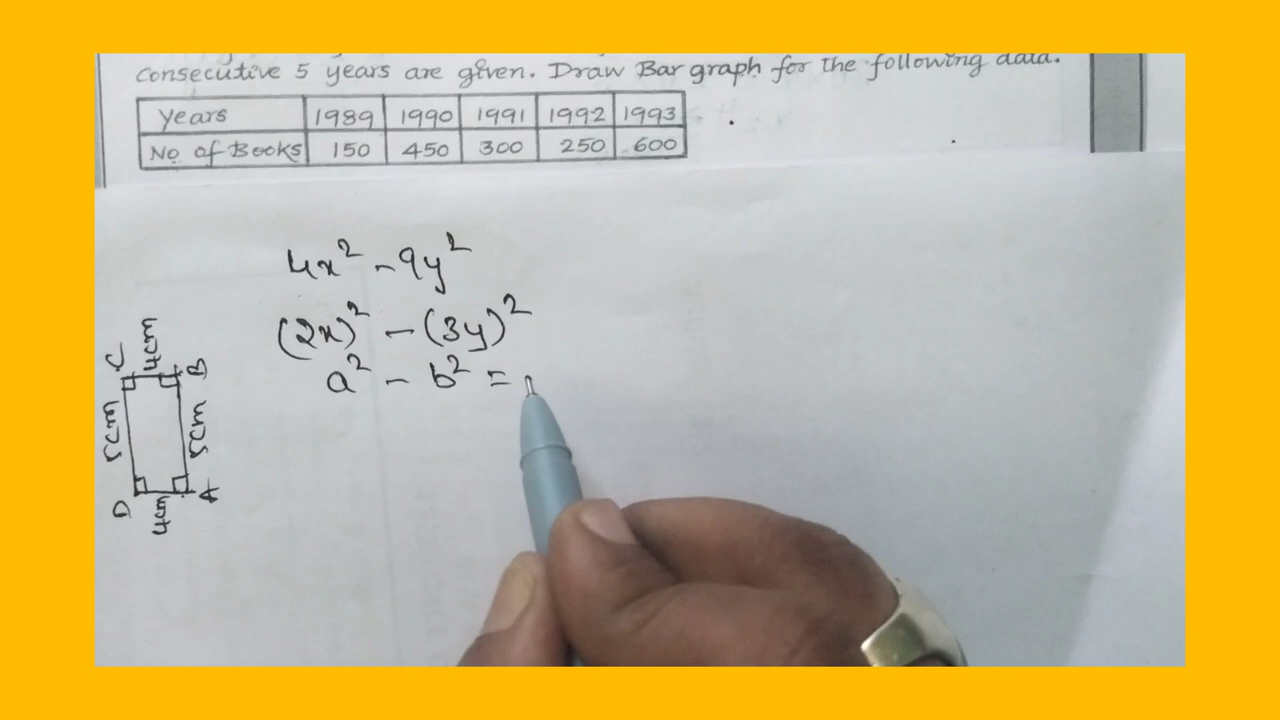 consecutive 5 years are given. Draw Bar graph for the following data.
Years 1989 1990 1991 1992 1993
No of Books 150 450 300 250 600
4x² - 9y²
(2x)² - (3y)²
a² - b² =
C 4cm B
5cm 5cm
D 4cm A